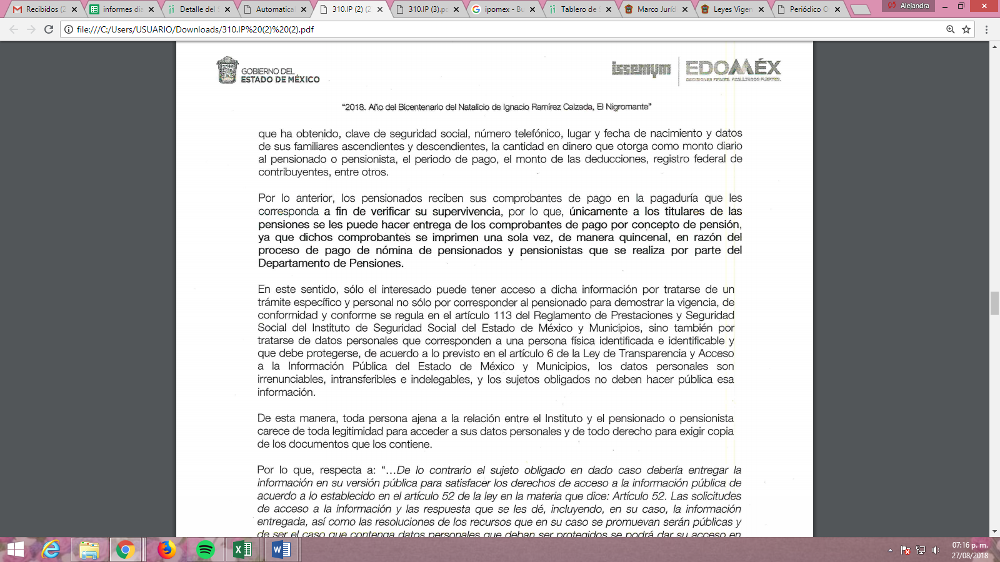 Recibidos (2
informes dia
Detalle del S
Automatical
310.IP (2) (2
310.IP (3).pd
ipomex - Bu
Tablero de S
Marco Juríd
Leyes Vigen
Periódico O
Alejandra
file:///C:/Users/USUARIO/Downloads/310.IP%20(2)%20(2).pdf
GOBIERNO DEL
ESTADO DE MÉXICO
issemym
EDOMÉX
DECISIONES FIRMES, RESULTADOS FUERTES.
“2018. Año del Bicentenario del Natalicio de Ignacio Ramírez Calzada, El Nigromante”
que ha obtenido, clave de seguridad social, número telefónico, lugar y fecha de nacimiento y datos
de sus familiares ascendientes y descendientes, la cantidad en dinero que otorga como monto diario
al pensionado o pensionista, el periodo de pago, el monto de las deducciones, registro federal de
contribuyentes, entre otros.
Por lo anterior, los pensionados reciben sus comprobantes de pago en la pagaduría que les
corresponda a fin de verificar su supervivencia, por lo que, únicamente a los titulares de las
pensiones se les puede hacer entrega de los comprobantes de pago por concepto de pensión,
ya que dichos comprobantes se imprimen una sola vez, de manera quincenal, en razón del
proceso de pago de nómina de pensionados y pensionistas que se realiza por parte del
Departamento de Pensiones.
En este sentido, sólo el interesado puede tener acceso a dicha información por tratarse de un
trámite específico y personal no sólo por corresponder al pensionado para demostrar la vigencia, de
conformidad y conforme se regula en el artículo 113 del Reglamento de Prestaciones y Seguridad
Social del Instituto de Seguridad Social del Estado de México y Municipios, sino también por
tratarse de datos personales que corresponden a una persona física identificada e identificable y
que debe protegerse, de acuerdo a lo previsto en el artículo 6 de la Ley de Transparencia y Acceso
a la Información Pública del Estado de México y Municipios, los datos personales son
irrenunciables, intransferibles e indelegables, y los sujetos obligados no deben hacer pública esa
información.
De esta manera, toda persona ajena a la relación entre el Instituto y el pensionado o pensionista
carece de toda legitimidad para acceder a sus datos personales y de todo derecho para exigir copia
de los documentos que los contiene.
Por lo que, respecta a: “…De lo contrario el sujeto obligado en dado caso debería entregar la
información en su versión pública para satisfacer los derechos de acceso a la información pública de
acuerdo a lo establecido en el artículo 52 de la ley en la materia que dice: Artículo 52. Las solicitudes
de acceso a la información y las respuesta que se les dé, incluyendo, en su caso, la información
entregada, así como las resoluciones de los recursos que en su caso se promuevan serán públicas y
de ser el caso que contenga datos personales que deban ser protegidos se podrá dar su acceso en
07:16 p. m.
27/08/2018